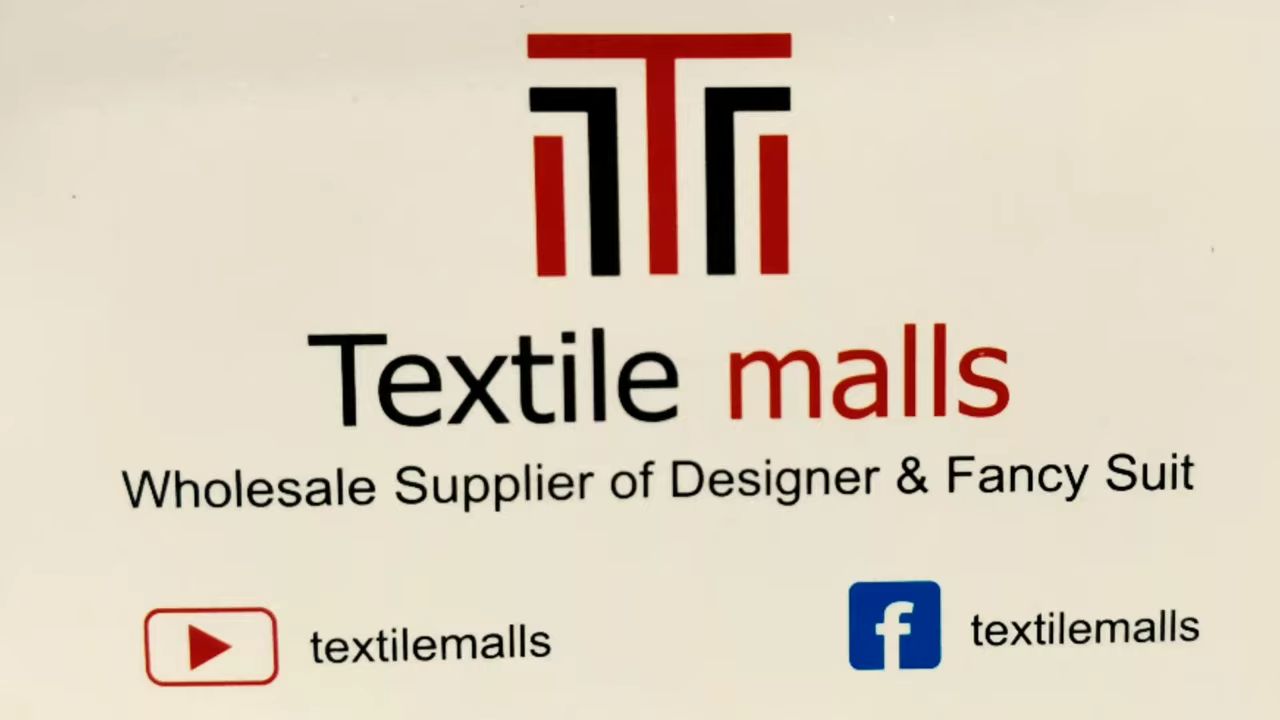 Textile malls
Wholesale Supplier of Designer & Fancy Suit
textilemalls
textilemalls